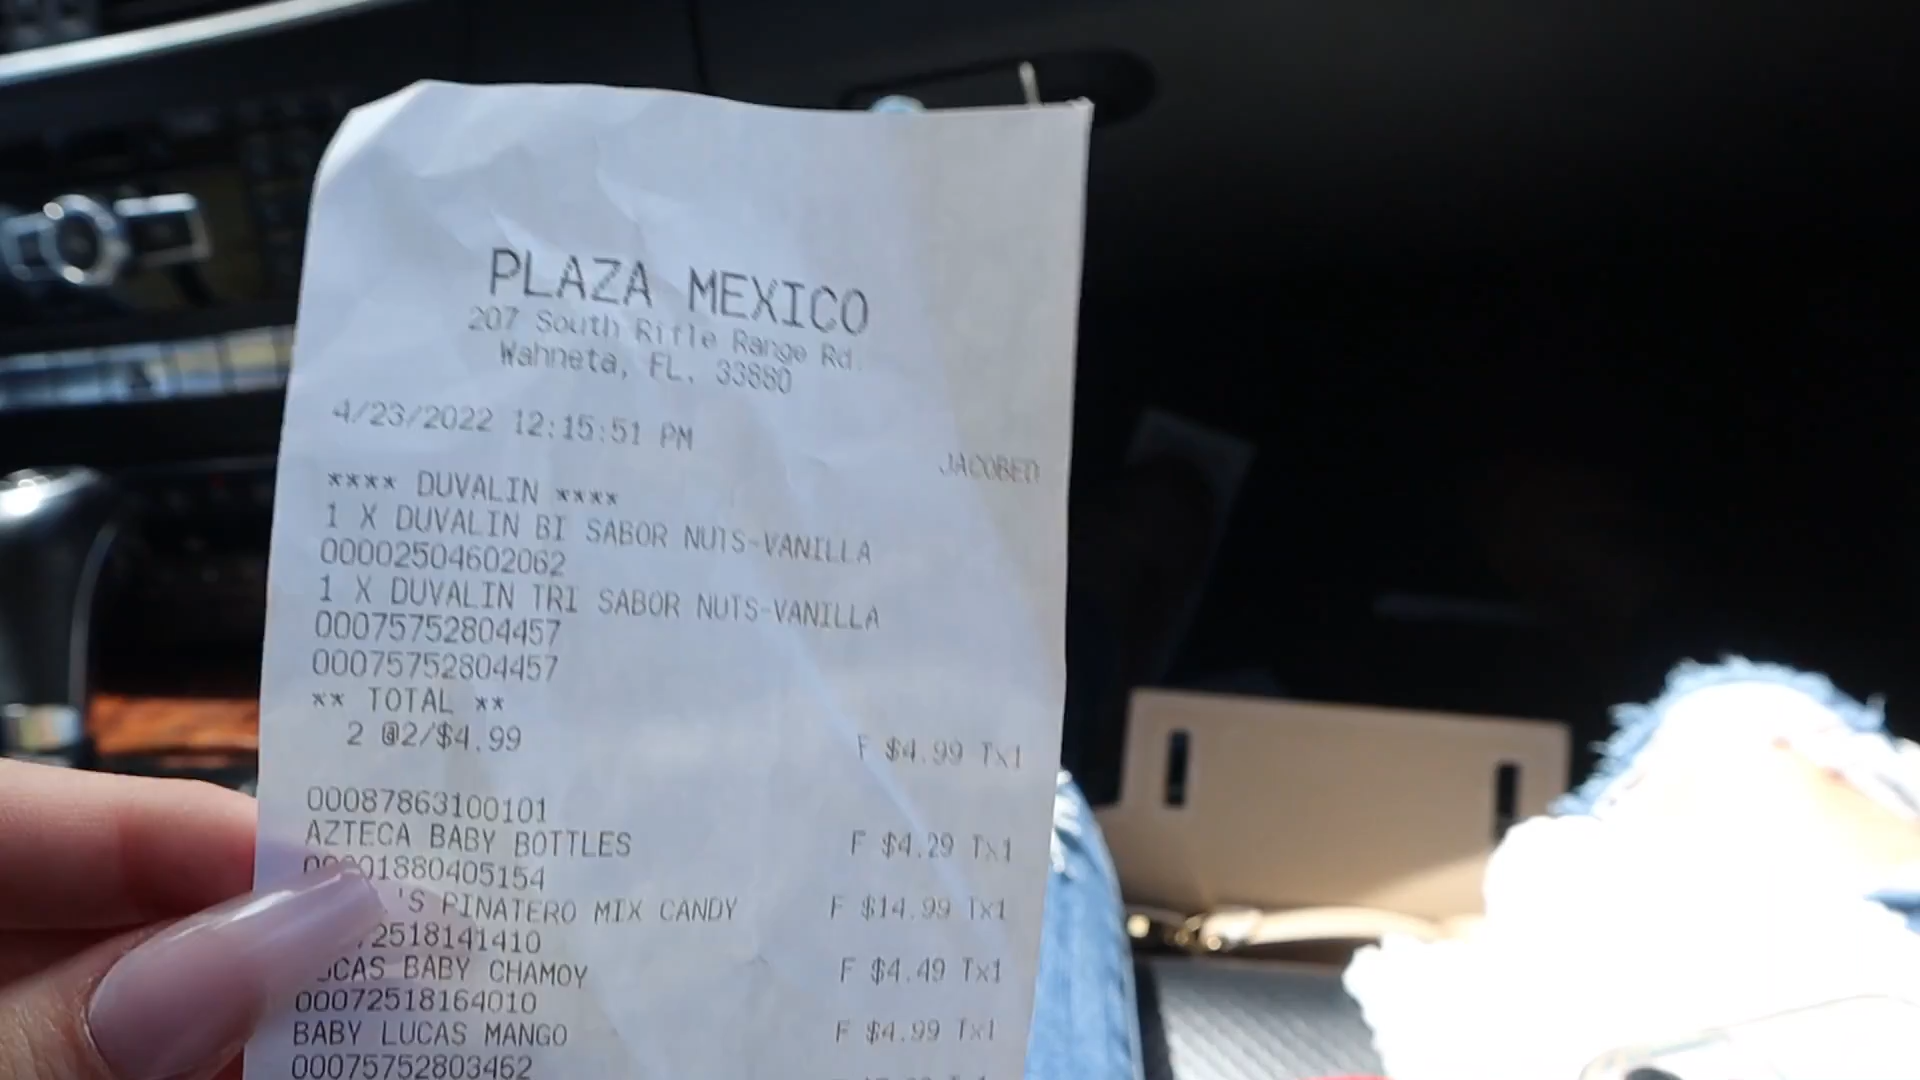 PLAZA MEXICO
207 South Rifle Range Rd.
Wahneta, FL. 33880
4/23/2022 12:15:51 PM
JACOBED
**** DUVALIN ****
1 X DUVALIN BI SABOR NUTS-VANILLA
00002504602062
1 X DUVALIN TRI SABOR NUTS-VANILLA
00075752804457
00075752804457
** TOTAL **
2 @2/$4.99 F $4.99 Tx1
00087863100101
AZTECA BABY BOTTLES F $4.29 Tx1
01880405154
'S PINATERO MIX CANDY F $14.99 Tx1
2518141410
CAS BABY CHAMOY F $4.49 Tx1
00072518164010
BABY LUCAS MANGO F $4.99 Tx1
00075752803462